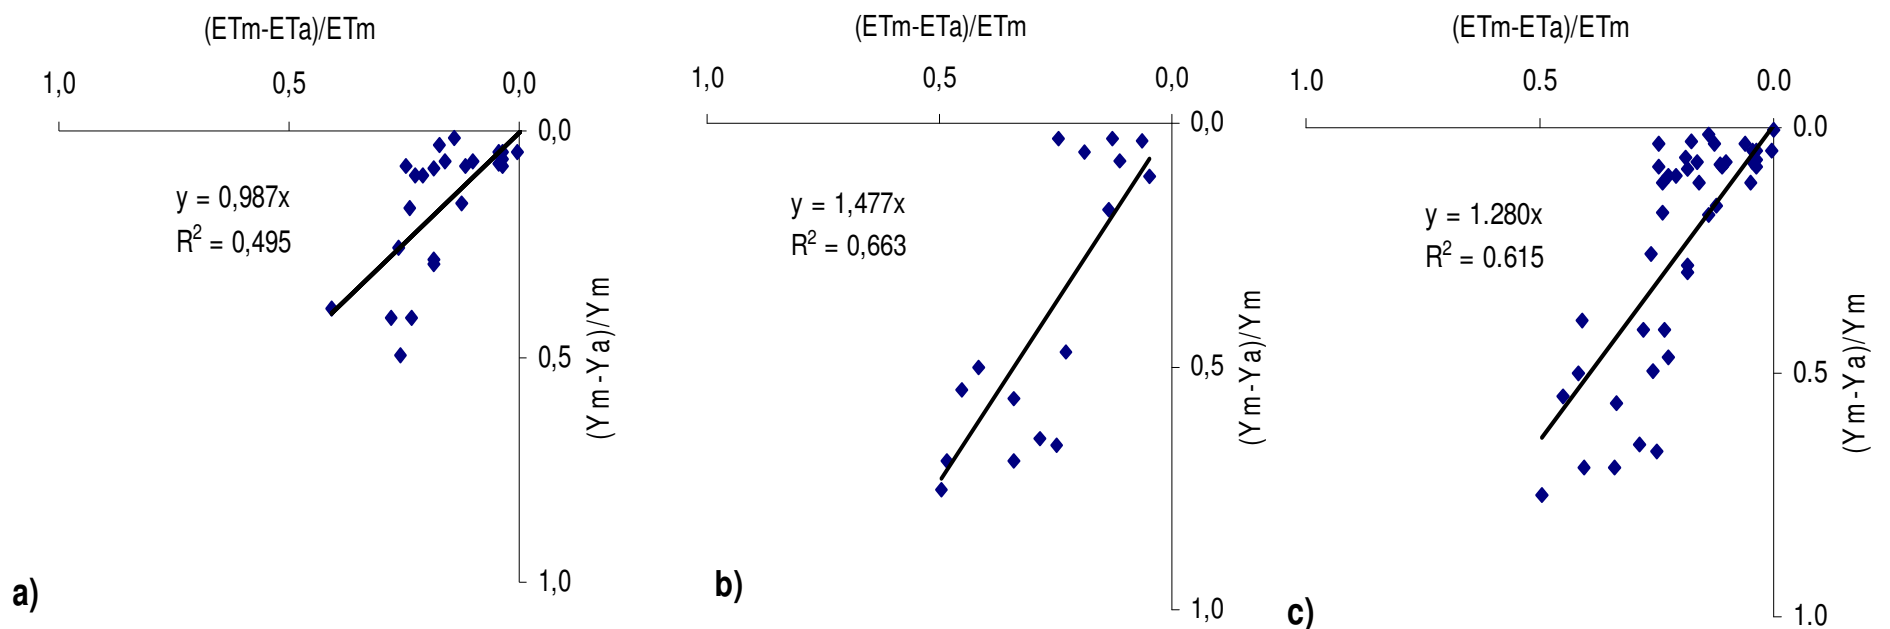 (ETm-ETa)/ETm
1,0 0,5 0,0
0,0
y = 0,987x
R² = 0,495
0,5
(Ym-Ya)/Ym
1,0
a)
(ETm-ETa)/ETm
1,0 0,5 0,0
0,0
y = 1,477x
R² = 0,663
0,5
(Ym-Ya)/Ym
1,0
b)
(ETm-ETa)/ETm
1.0 0.5 0.0
0.0
y = 1.280x
R² = 0.615
0.5
(Ym-Ya)/Ym
1.0
c)